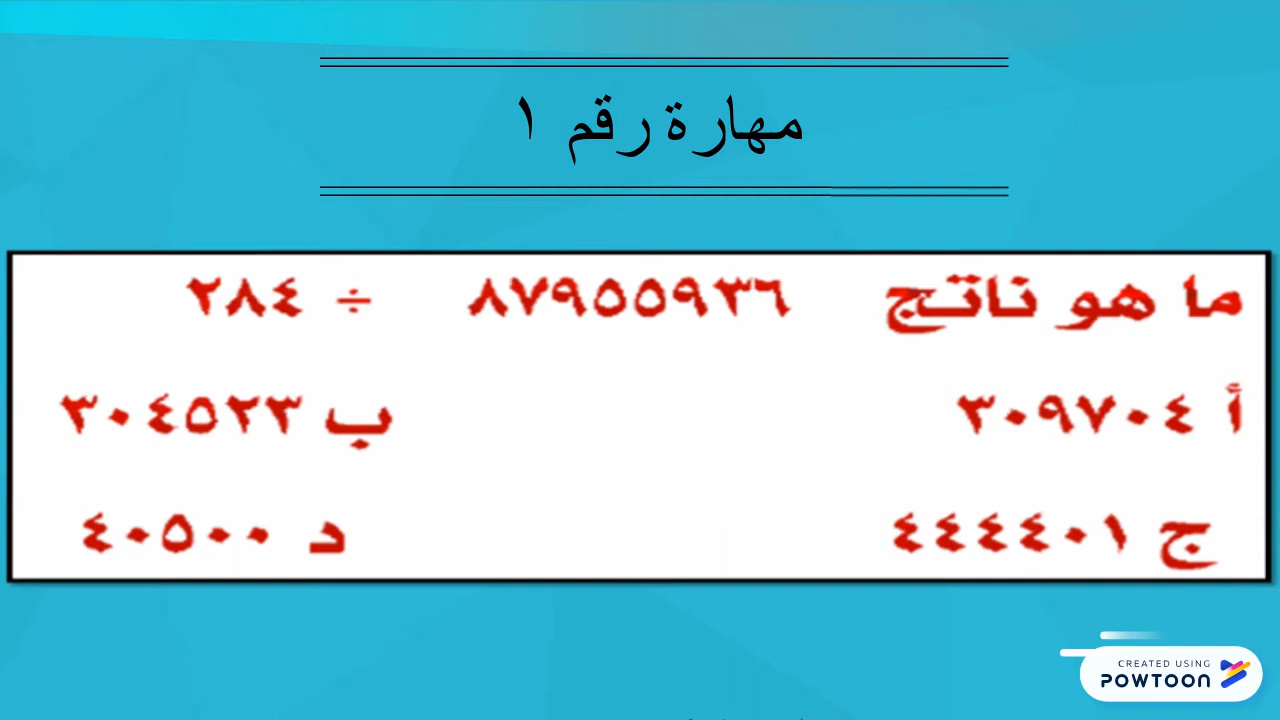 مهارة رقم ١
ما هو ناتج ٨٧٩٥٥٩٣٦ ÷ ٢٨٤
أ ٣٠٩٧٠٤
ب ٣٠٤٥٢٣
ج ٤٤٤٤٠١
د ٤٠٥٠٠
CREATED USING
POWTOON